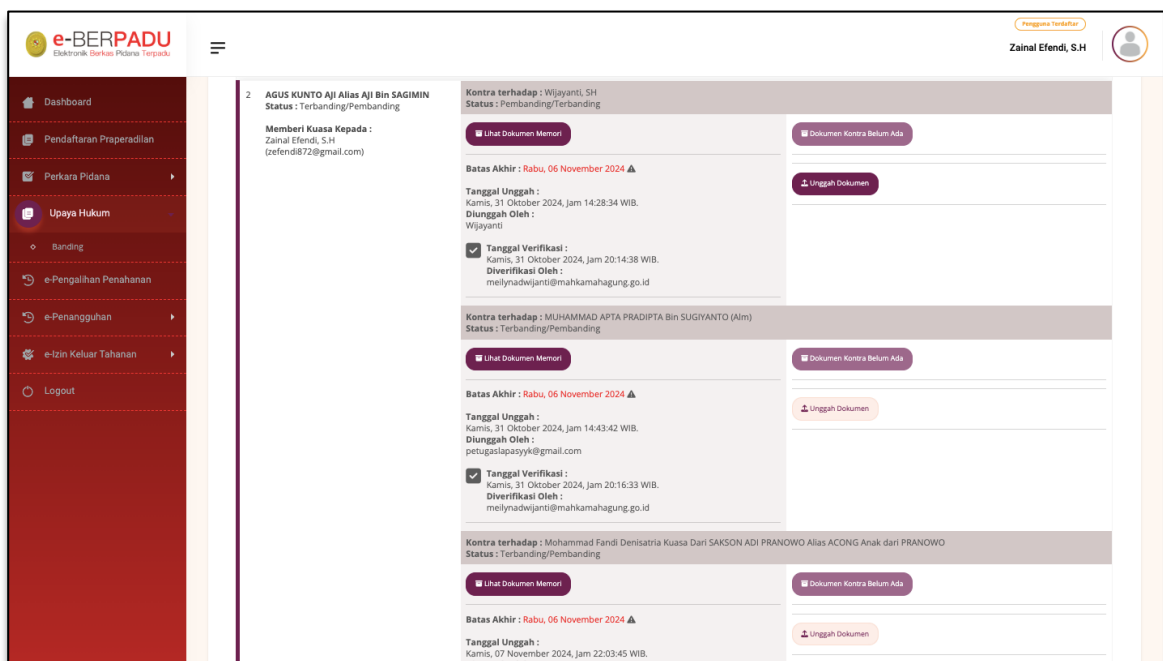 e-BERPADU
Elektronik Berkas Pidana Terpadu
Pengguna Terdaftar
Zainal Efendi, S.H
Dashboard
Pendaftaran Praperadilan
Perkara Pidana
Upaya Hukum
Banding
e-Pengalihan Penahanan
e-Penangguhan
e-Izin Keluar Tahanan
Logout
2 AGUS KUNTO AJI Alias AJI Bin SAGIMIN
Status : Terbanding/Pembanding
Memberi Kuasa Kepada :
Zainal Efendi, S.H
(zefendi872@gmail.com)
Kontra terhadap : Wijayanti, SH
Status : Pembanding/Terbanding
Lihat Dokumen Memori
Dokumen Kontra Belum Ada
Batas Akhir : Rabu, 06 November 2024
Unggah Dokumen
Tanggal Unggah :
Kamis, 31 Oktober 2024, Jam 14:28:34 WIB.
Diunggah Oleh :
Wijayanti
Tanggal Verifikasi :
Kamis, 31 Oktober 2024, Jam 20:14:38 WIB.
Diverifikasi Oleh :
meilynadwijanti@mahkamahagung.go.id
Kontra terhadap : MUHAMMAD APTA PRADIPTA Bin SUGIYANTO (Alm)
Status : Terbanding/Pembanding
Lihat Dokumen Memori
Dokumen Kontra Belum Ada
Batas Akhir : Rabu, 06 November 2024
Unggah Dokumen
Tanggal Unggah :
Kamis, 31 Oktober 2024, Jam 14:43:42 WIB.
Diunggah Oleh :
petugaslapasyyk@gmail.com
Tanggal Verifikasi :
Kamis, 31 Oktober 2024, Jam 20:16:33 WIB.
Diverifikasi Oleh :
meilynadwijanti@mahkamahagung.go.id
Kontra terhadap : Mohammad Fandi Denisatria Kuasa Dari SAKSON ADI PRANOWO Alias ACONG Anak dari PRANOWO
Status : Terbanding/Pembanding
Lihat Dokumen Memori
Dokumen Kontra Belum Ada
Batas Akhir : Rabu, 06 November 2024
Unggah Dokumen
Tanggal Unggah :
Kamis, 07 November 2024, Jam 22:03:45 WIB.